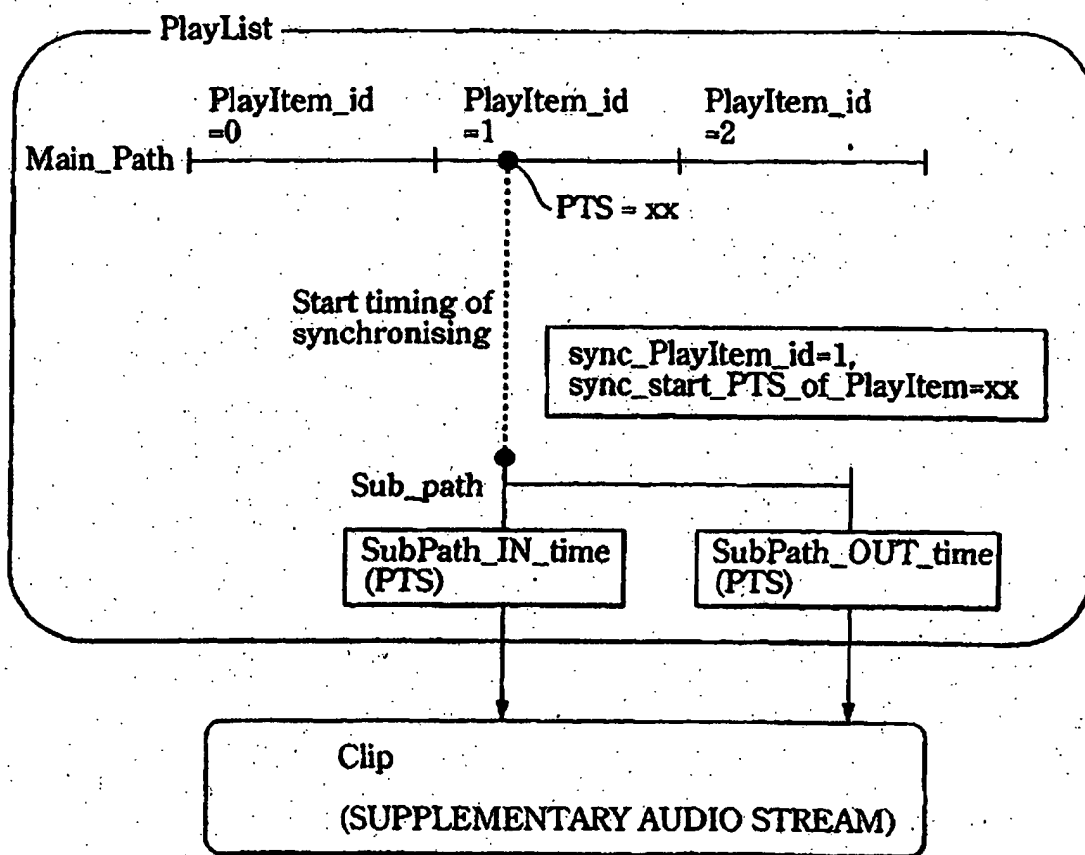 PlayList
PlayItem_id
=0
PlayItem_id
=1
PlayItem_id
=2
Main_Path
PTS = xx
Start timing of
synchronising
sync_PlayItem_id=1,
sync_start_PTS_of_PlayItem=xx
Sub_path
SubPath_IN_time
(PTS)
SubPath_OUT_time
(PTS)
Clip
(SUPPLEMENTARY AUDIO STREAM)